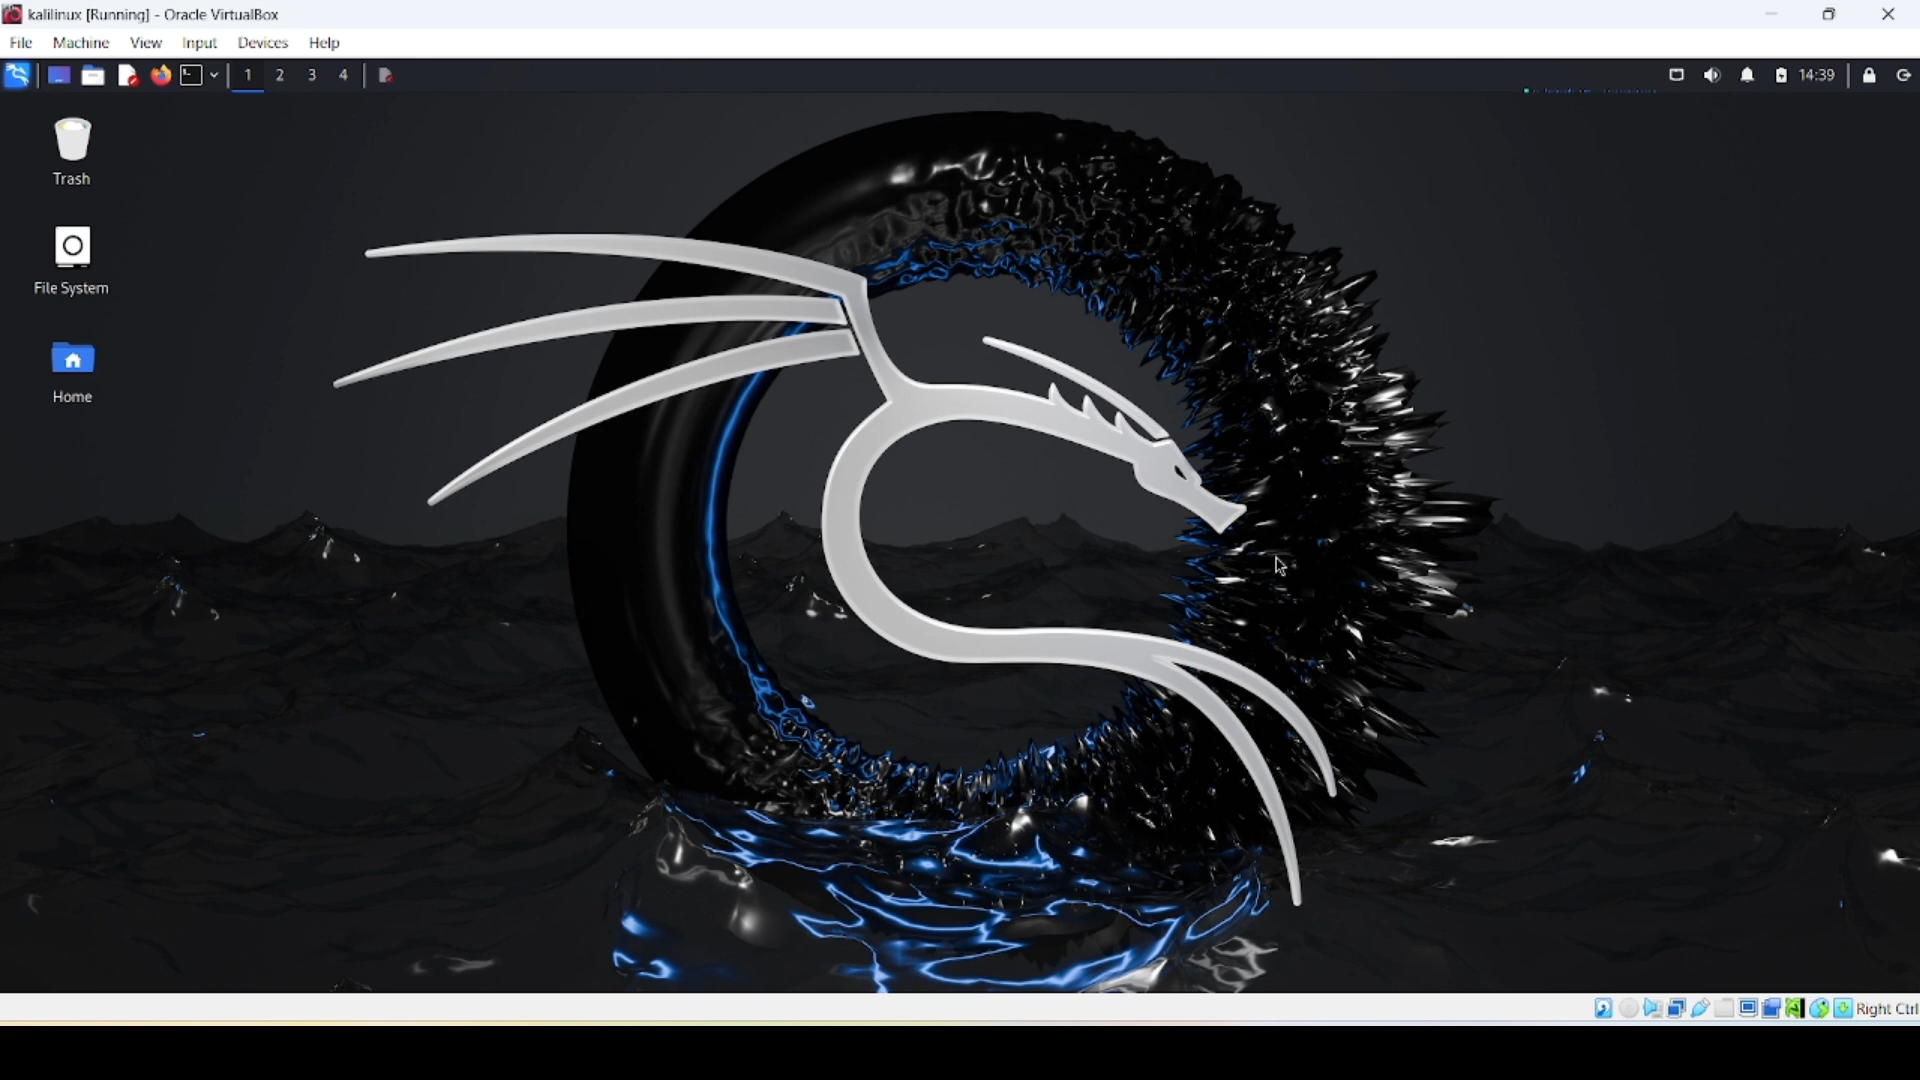 kalilinux [Running] - Oracle VirtualBox
File Machine View Input Devices Help
1 2 3 4 14:39
Trash
File System
Home
Right Ctrl